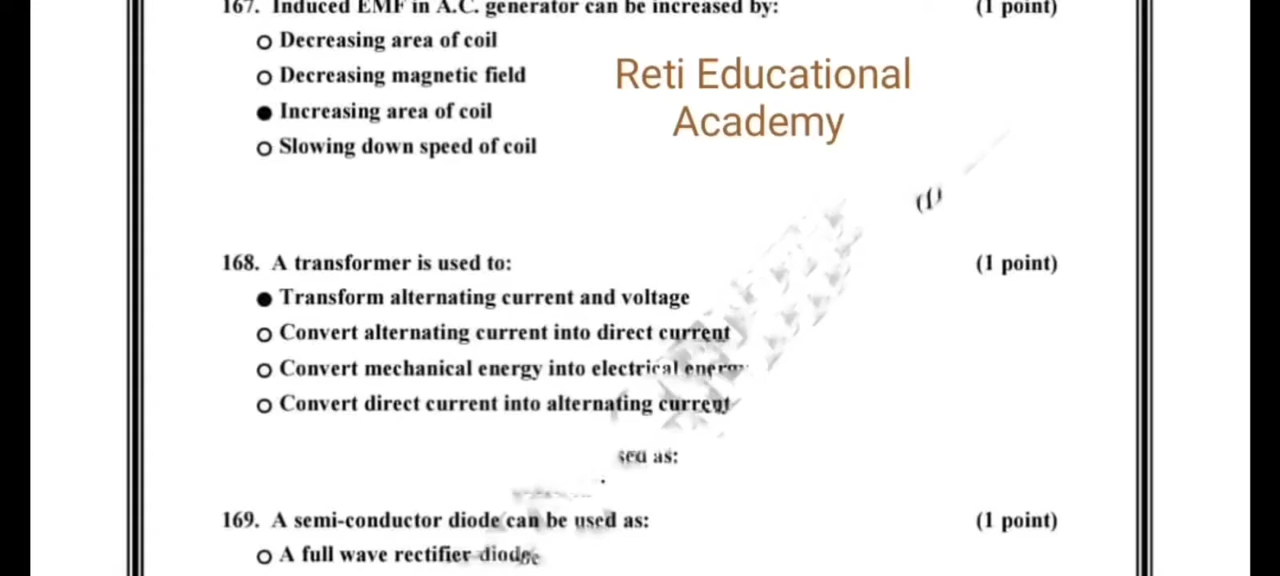 167. Induced EMF in A.C. generator can be increased by: (1 point)
Decreasing area of coil
Decreasing magnetic field
Reti Educational
Academy
Increasing area of coil
Slowing down speed of coil
168. A transformer is used to: (1 point)
Transform alternating current and voltage
Convert alternating current into direct current
Convert mechanical energy into electrical energy
Convert direct current into alternating current
as:
169. A semi-conductor diode can be used as: (1 point)
A full wave rectifier diode